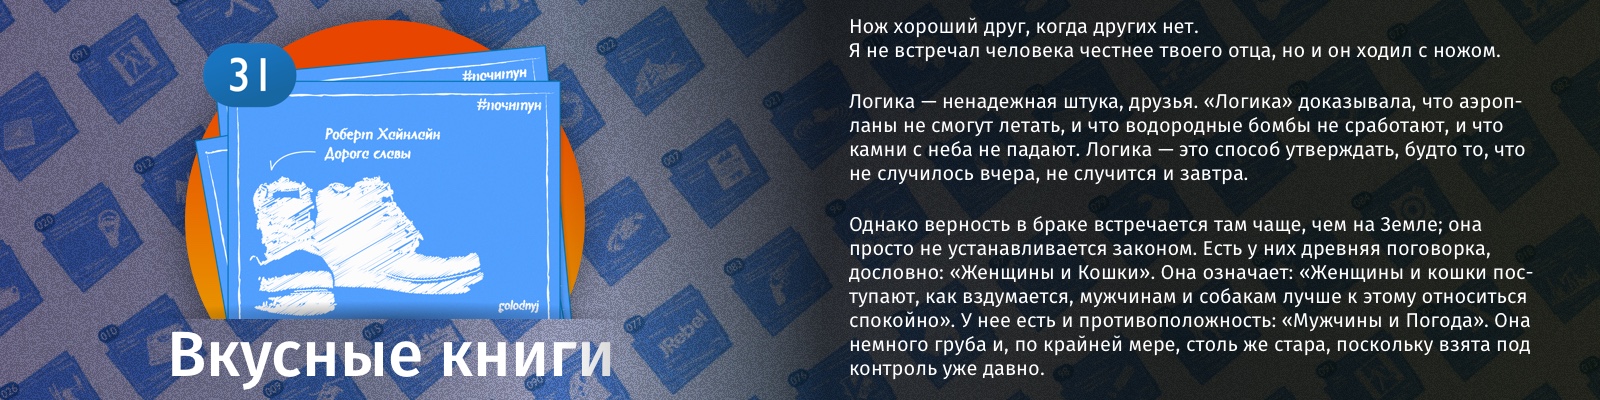 31
#почитун
#почитун
Роберт Хайнлайн
Дорога славы
golodnyj
Вкусные книги
Нож хороший друг, когда других нет.
Я не встречал человека честнее твоего отца, но и он ходил с ножом.
Логика — ненадежная штука, друзья. «Логика» доказывала, что аэроп-
ланы не смогут летать, и что водородные бомбы не сработают, и что
камни с неба не падают. Логика — это способ утверждать, будто то, что
не случилось вчера, не случится и завтра.
Однако верность в браке встречается там чаще, чем на Земле; она
просто не устанавливается законом. Есть у них древняя поговорка,
дословно: «Женщины и Кошки». Она означает: «Женщины и кошки пос-
тупают, как вздумается, мужчинам и собакам лучше к этому относиться
спокойно». У нее есть и противоположность: «Мужчины и Погода». Она
немного груба и, по крайней мере, столь же стара, поскольку взята под
контроль уже давно.